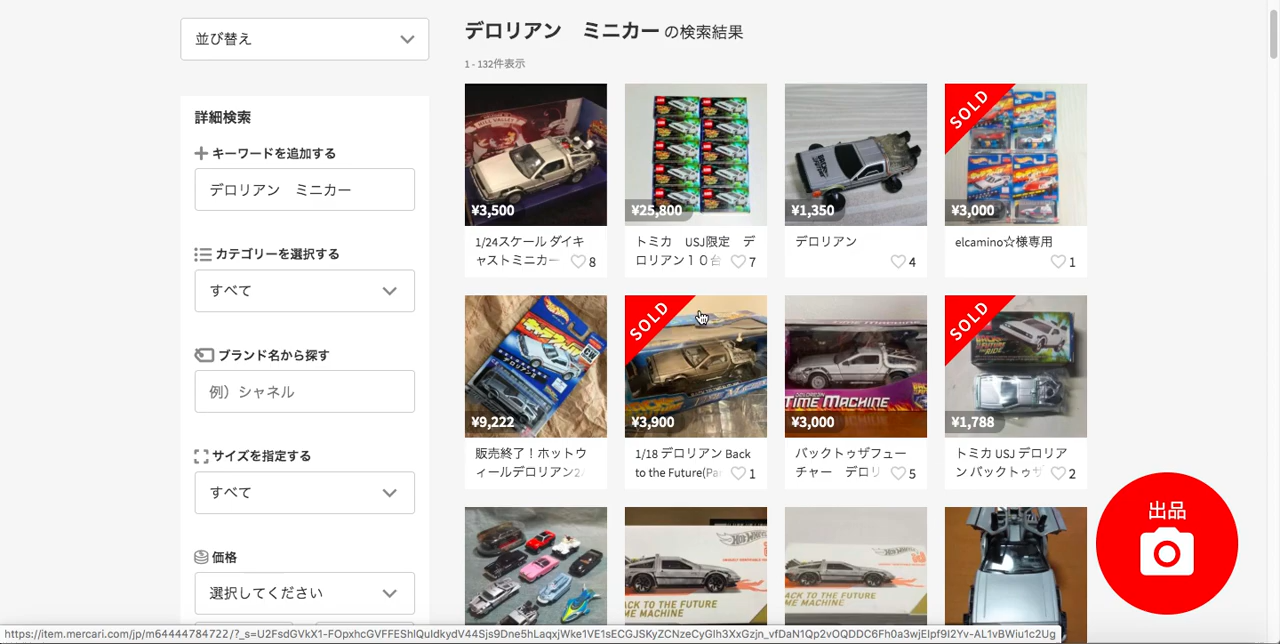 並び替え
デロリアン　ミニカー の検索結果
1 - 132件表示
詳細検索
キーワードを追加する
デロリアン　ミニカー
カテゴリーを選択する
すべて
ブランド名から探す
例）シャネル
サイズを指定する
すべて
価格
選択してください
¥3,500
1/24スケール ダイキ
ャストミニカー
8
¥25,800
トミカ　USJ限定　デ
ロリアン１０台
7
¥1,350
デロリアン
4
SOLD
¥3,000
elcamino☆様専用
1
¥9,222
販売終了！ホットウ
ィールデロリアン2
SOLD
¥3,900
1/18 デロリアン Back
to the Future(Par
1
TIME MACHINE
¥3,000
バックトゥザフュー
チャー　デロリ
5
SOLD
¥1,788
トミカ USJ デロリア
ン バックトゥザ
2
ACK TO THE FUTURE
ME MACHINE
ACK TO THE FUTURE
ME MACHINE
出品